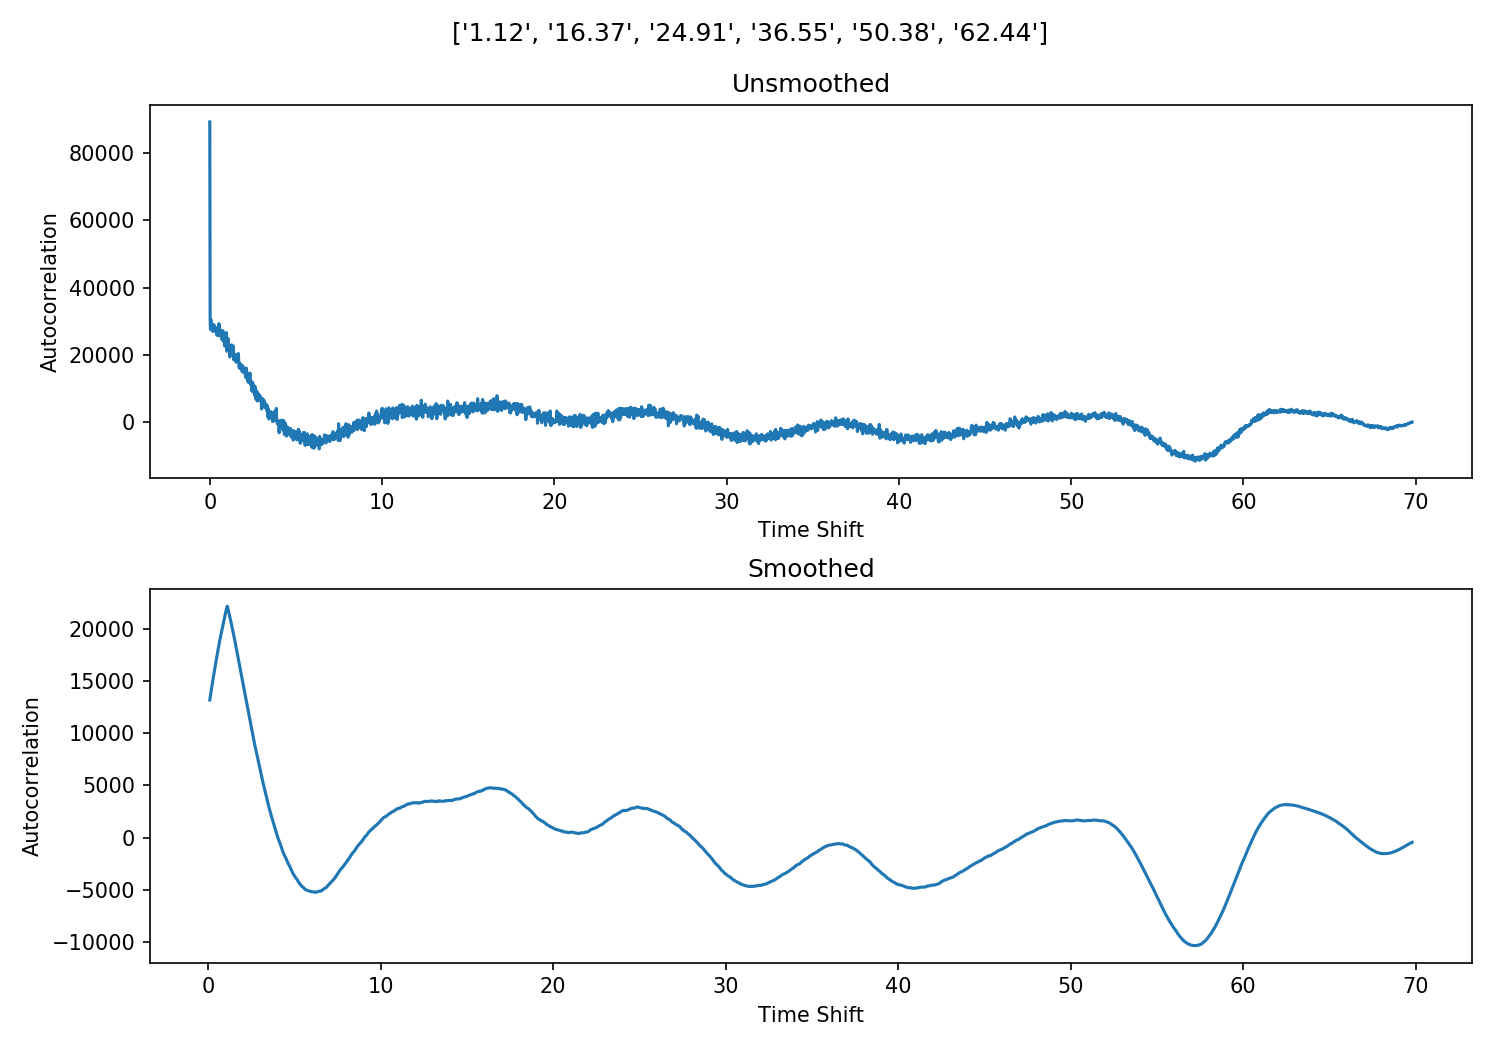 ['1.12', '16.37', '24.91', '36.55', '50.38', '62.44']
Unsmoothed
80000
60000
40000
20000
0
Autocorrelation
0 10 20 30 40 50 60 70
Time Shift
Smoothed
20000
15000
10000
5000
0
−5000
−10000
Autocorrelation
0 10 20 30 40 50 60 70
Time Shift